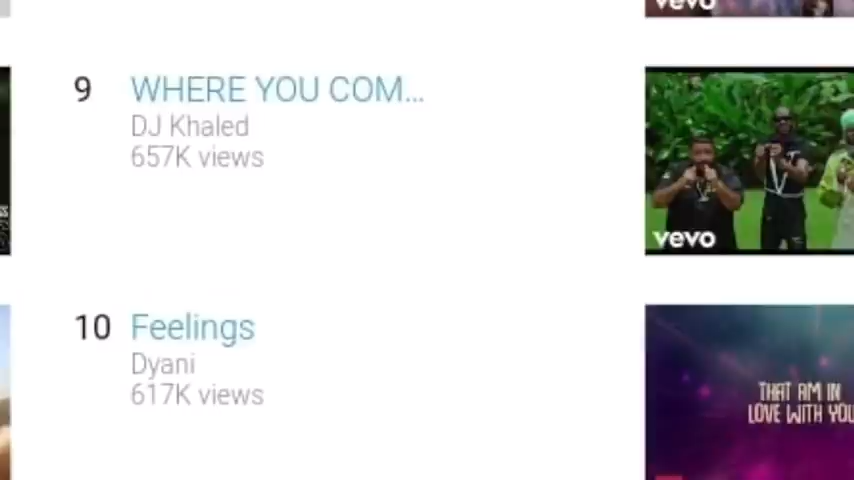 vevo
9 WHERE YOU COM...
DJ Khaled
657K views
vevo
10 Feelings
Dyani
617K views
THAT AM IN
LOVE WITH YOU